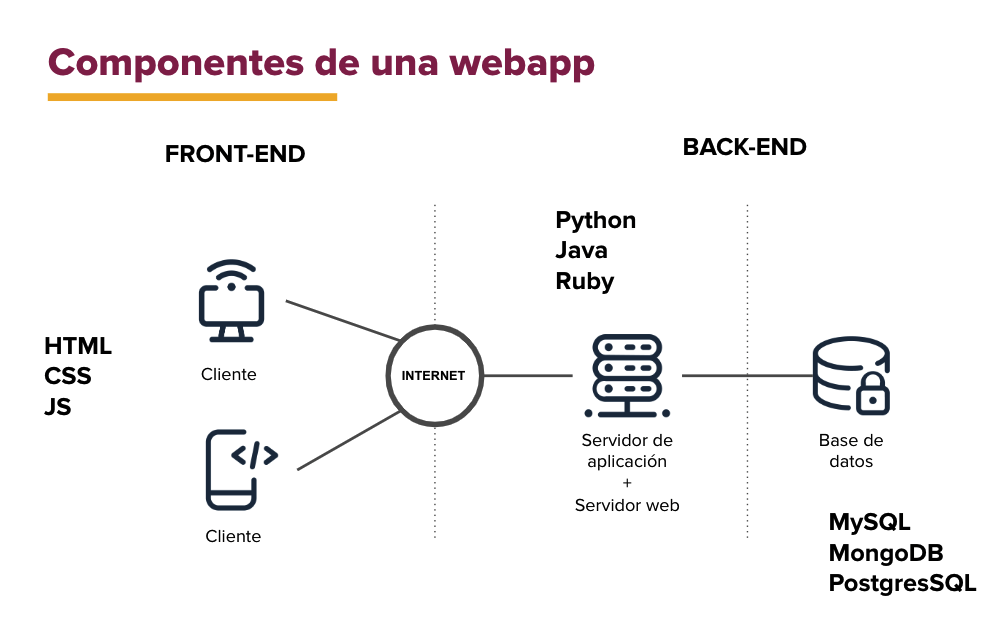 Componentes de una webapp
FRONT-END
BACK-END
Python
Java
Ruby
HTML
CSS
JS
Cliente
Cliente
INTERNET
Servidor de
aplicación
+
Servidor web
Base de
datos
MySQL
MongoDB
PostgresSQL